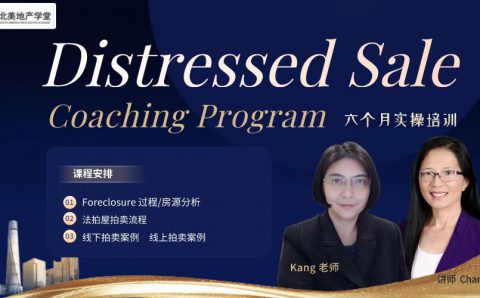 北美地产学堂
Distressed Sale
Coaching Program 六个月实操培训
课程安排
01 Foreclosure 过程/房源分析
02 法拍屋拍卖流程
03 线下拍卖案例 线上拍卖案例
Kang 老师
讲师 Chan